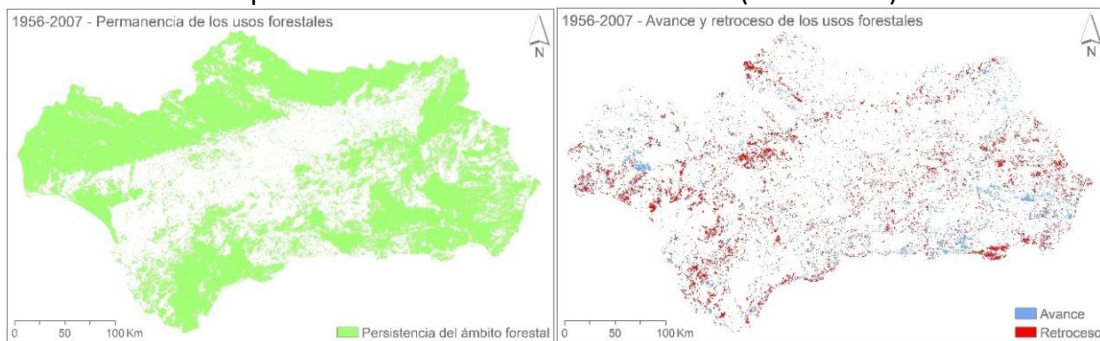 1956-2007 - Permanencia de los usos forestales
N
0 50 100 Km
Persistencia del ámbito forestal
1956-2007 - Avance y retroceso de los usos forestales
N
0 50 100 Km
Avance
Retroceso